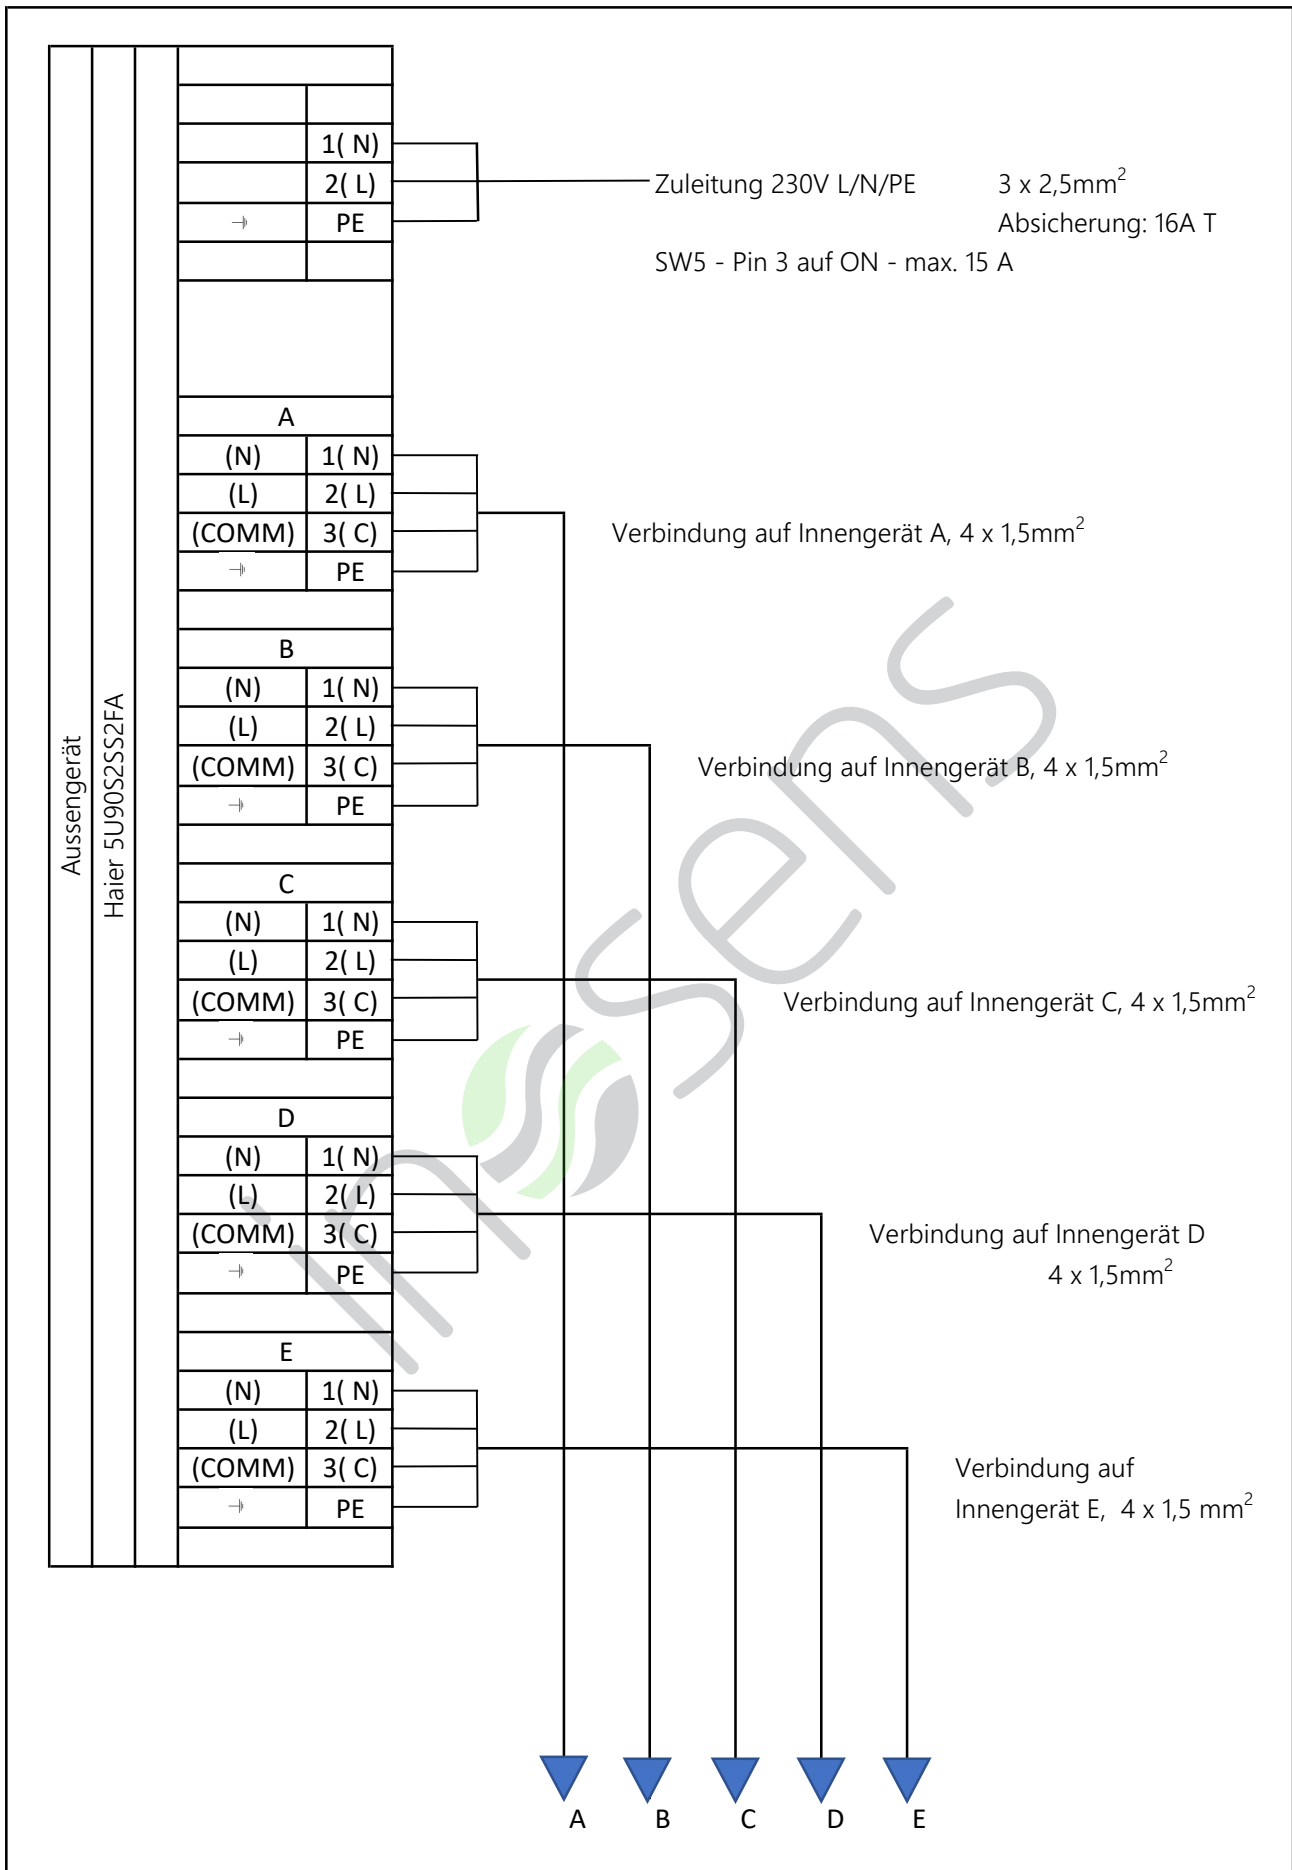 Aussengerät
Haier 5U90S2SS2FA
1( N)
2( L) Zuleitung 230V L/N/PE 3 x 2,5mm²
PE Absicherung: 16A T
SW5 - Pin 3 auf ON - max. 15 A
A
(N) 1( N)
(L) 2( L)
(COMM) 3( C) Verbindung auf Innengerät A, 4 x 1,5mm²
PE
B
(N) 1( N)
(L) 2( L)
(COMM) 3( C) Verbindung auf Innengerät B, 4 x 1,5mm²
PE
C
(N) 1( N)
(L) 2( L)
(COMM) 3( C) Verbindung auf Innengerät C, 4 x 1,5mm²
PE
D
(N) 1( N)
(L) 2( L)
(COMM) 3( C) Verbindung auf Innengerät D
PE 4 x 1,5mm²
E
(N) 1( N)
(L) 2( L)
(COMM) 3( C) Verbindung auf
PE Innengerät E, 4 x 1,5 mm²
A B C D E
inosens